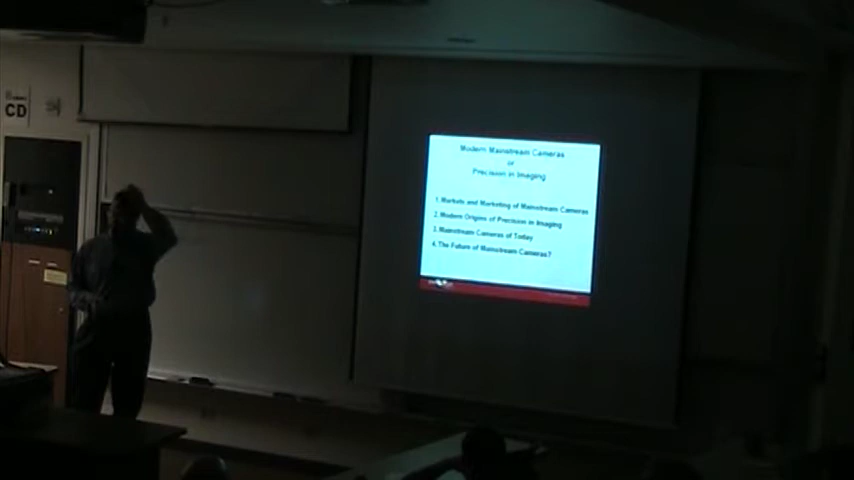 CD
Modern Mainstream Cameras
or
Precision in Imaging
1. Markets and Marketing of Mainstream Cameras
2. Modern Origins of Precision in Imaging
3. Mainstream Cameras of Today
4. The Future of Mainstream Cameras?